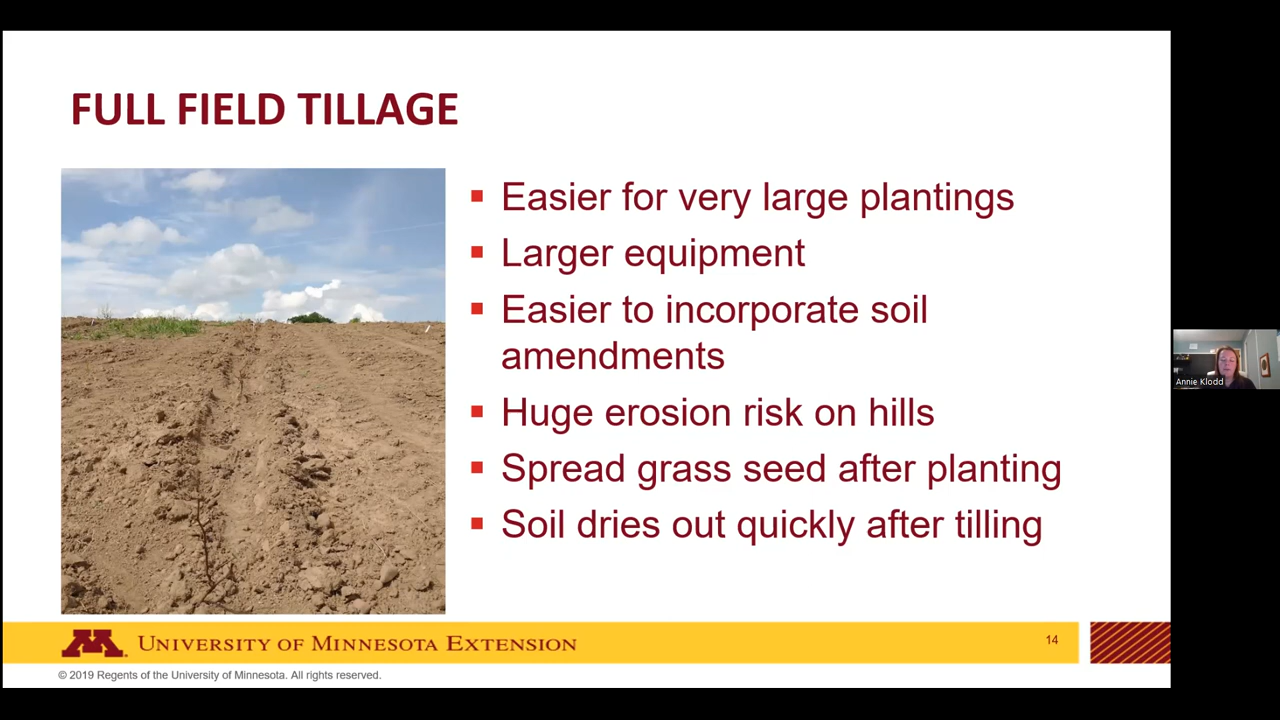 FULL FIELD TILLAGE
Easier for very large plantings
Larger equipment
Easier to incorporate soil
amendments
Huge erosion risk on hills
Spread grass seed after planting
Soil dries out quickly after tilling
UNIVERSITY OF MINNESOTA EXTENSION
14
© 2019 Regents of the University of Minnesota. All rights reserved.
Annie Klodd